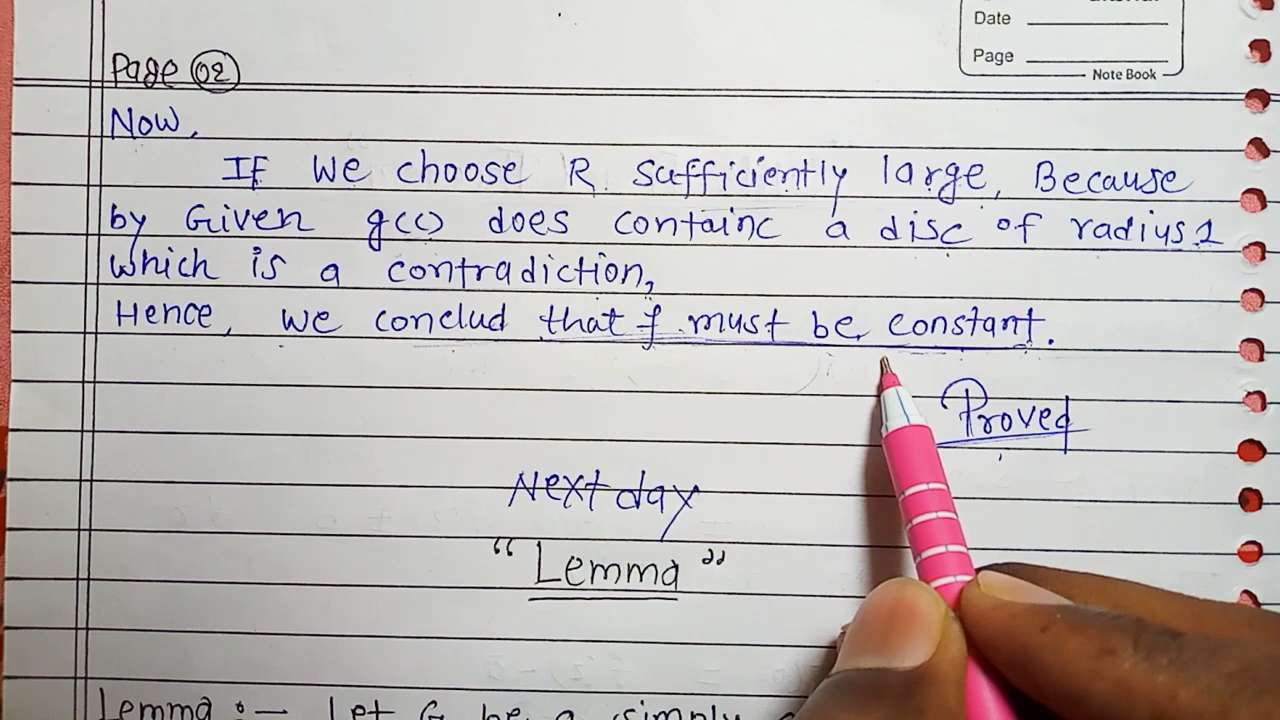 Date
Page
Note Book
Page 02
Now,
If We choose R. Sufficiently large, Because
by Given g(C) does containc a disc of radius 1
Which is a contradiction,
Hence, we conclud that f must be constant.
Proved
Next day
"Lemma"
Lemma :- Let G be a simply